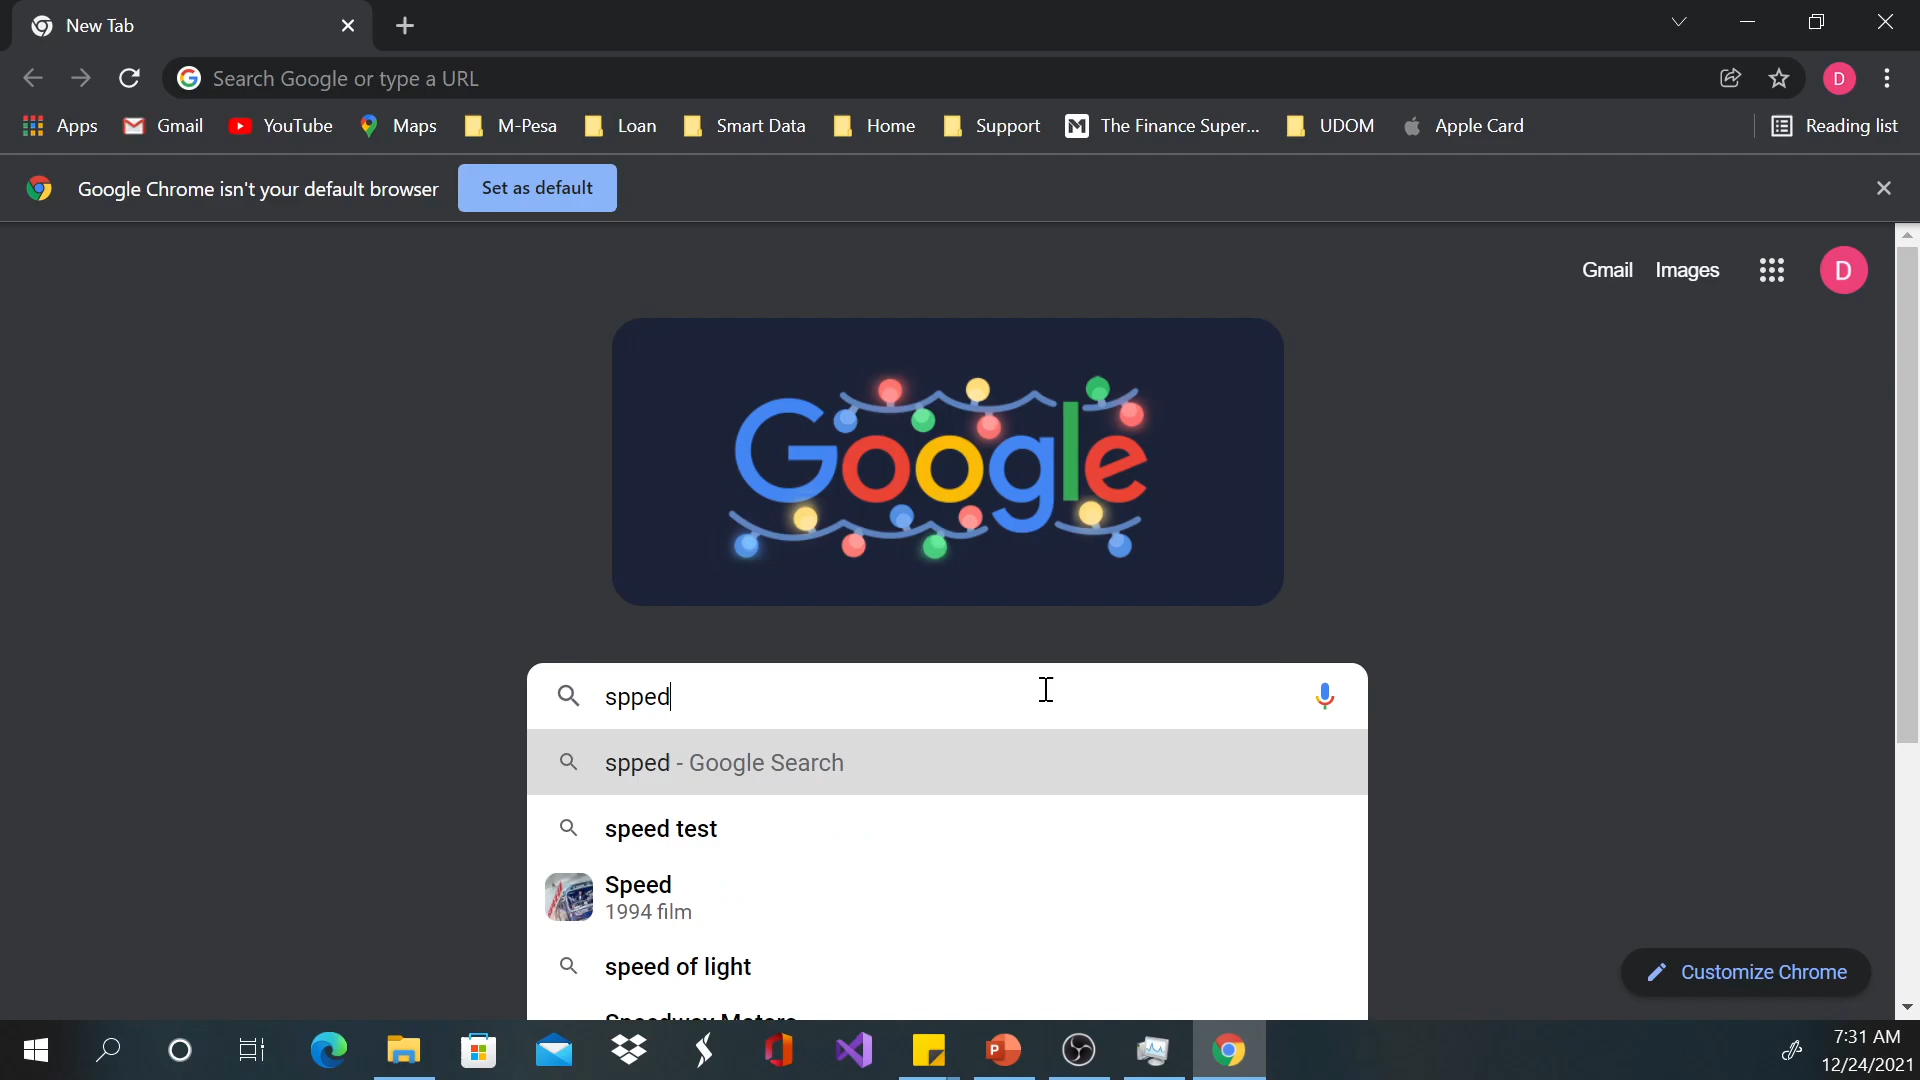 New Tab
Search Google or type a URL
D
Apps
Gmail
YouTube
Maps
M-Pesa
Loan
Smart Data
Home
Support
M
The Finance Super...
UDOM
Apple Card
Reading list
Google Chrome isn't your default browser
Set as default
Gmail
Images
D
Google
spped
spped - Google Search
speed test
Speed
1994 film
speed of light
Speedway Motors
Customize Chrome
7:31 AM
12/24/2021